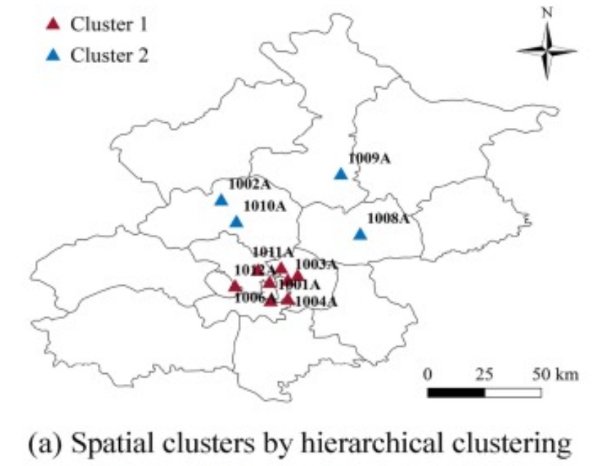 N
Cluster 1
Cluster 2
1009A
1002A
1010A
1008A
1011A
1003A
1012A
1001A
1006A
1004A
0 25 50 km
(a) Spatial clusters by hierarchical clustering